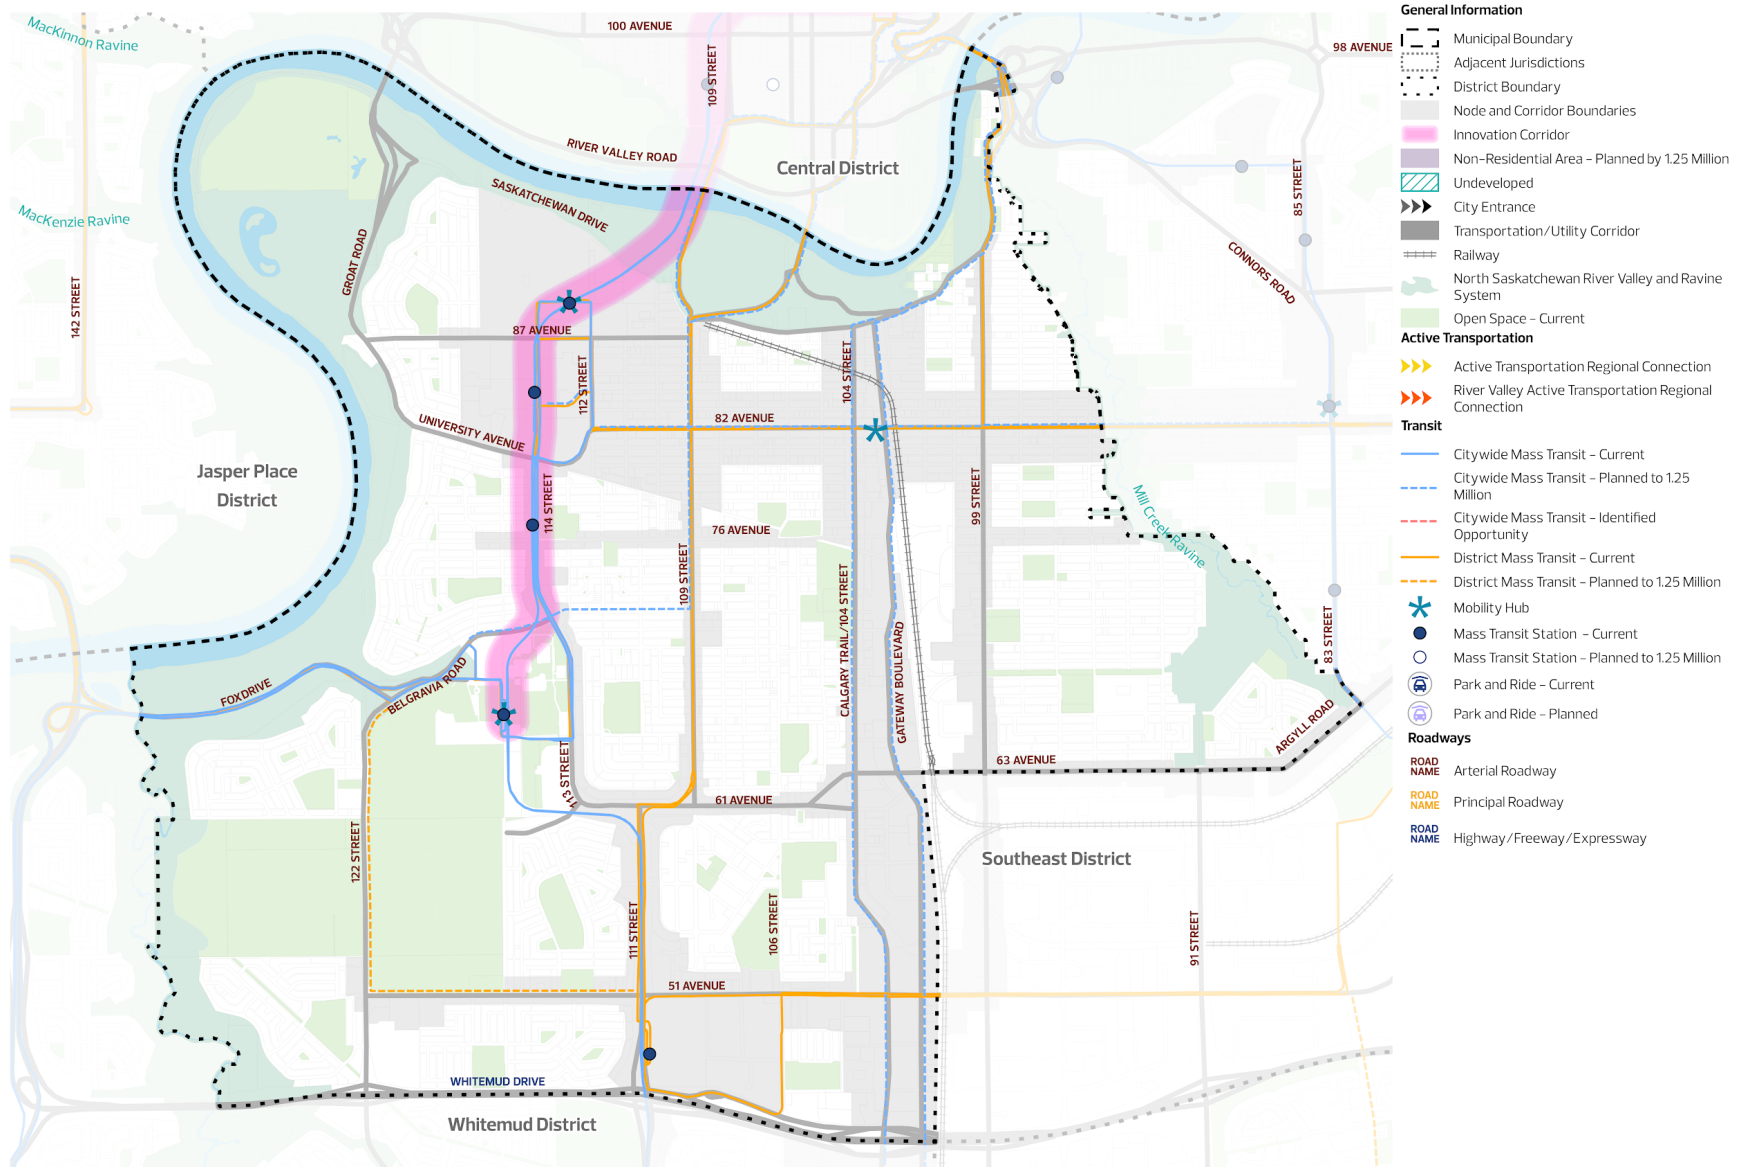 MacKinnon Ravine
100 AVENUE
109 STREET
98 AVENUE
RIVER VALLEY ROAD
Central District
SASKATCHEWAN DRIVE
85 STREET
MacKenzie Ravine
GROAT ROAD
CONNORS ROAD
142 STREET
87 AVENUE
112 STREET
104 STREET
UNIVERSITY AVENUE
82 AVENUE
Jasper Place
District
114 STREET
99 STREET
76 AVENUE
Mill Creek Ravine
109 STREET
CALGARY TRAIL/104 STREET
GATEWAY BOULEVARD
83 STREET
FOX DRIVE
BELGRAVIA ROAD
ARGYLL ROAD
113 STREET
63 AVENUE
61 AVENUE
122 STREET
Southeast District
111 STREET
106 STREET
91 STREET
51 AVENUE
WHITEMUD DRIVE
Whitemud District
General Information
Municipal Boundary
Adjacent Jurisdictions
District Boundary
Node and Corridor Boundaries
Innovation Corridor
Non-Residential Area - Planned by 1.25 Million
Undeveloped
City Entrance
Transportation/Utility Corridor
Railway
North Saskatchewan River Valley and Ravine
System
Open Space - Current
Active Transportation
Active Transportation Regional Connection
River Valley Active Transportation Regional
Connection
Transit
Citywide Mass Transit - Current
Citywide Mass Transit - Planned to 1.25
Million
Citywide Mass Transit - Identified
Opportunity
District Mass Transit - Current
District Mass Transit - Planned to 1.25 Million
Mobility Hub
Mass Transit Station - Current
Mass Transit Station - Planned to 1.25 Million
Park and Ride - Current
Park and Ride - Planned
Roadways
ROAD
NAME
Arterial Roadway
ROAD
NAME
Principal Roadway
ROAD
NAME
Highway/Freeway/Expressway